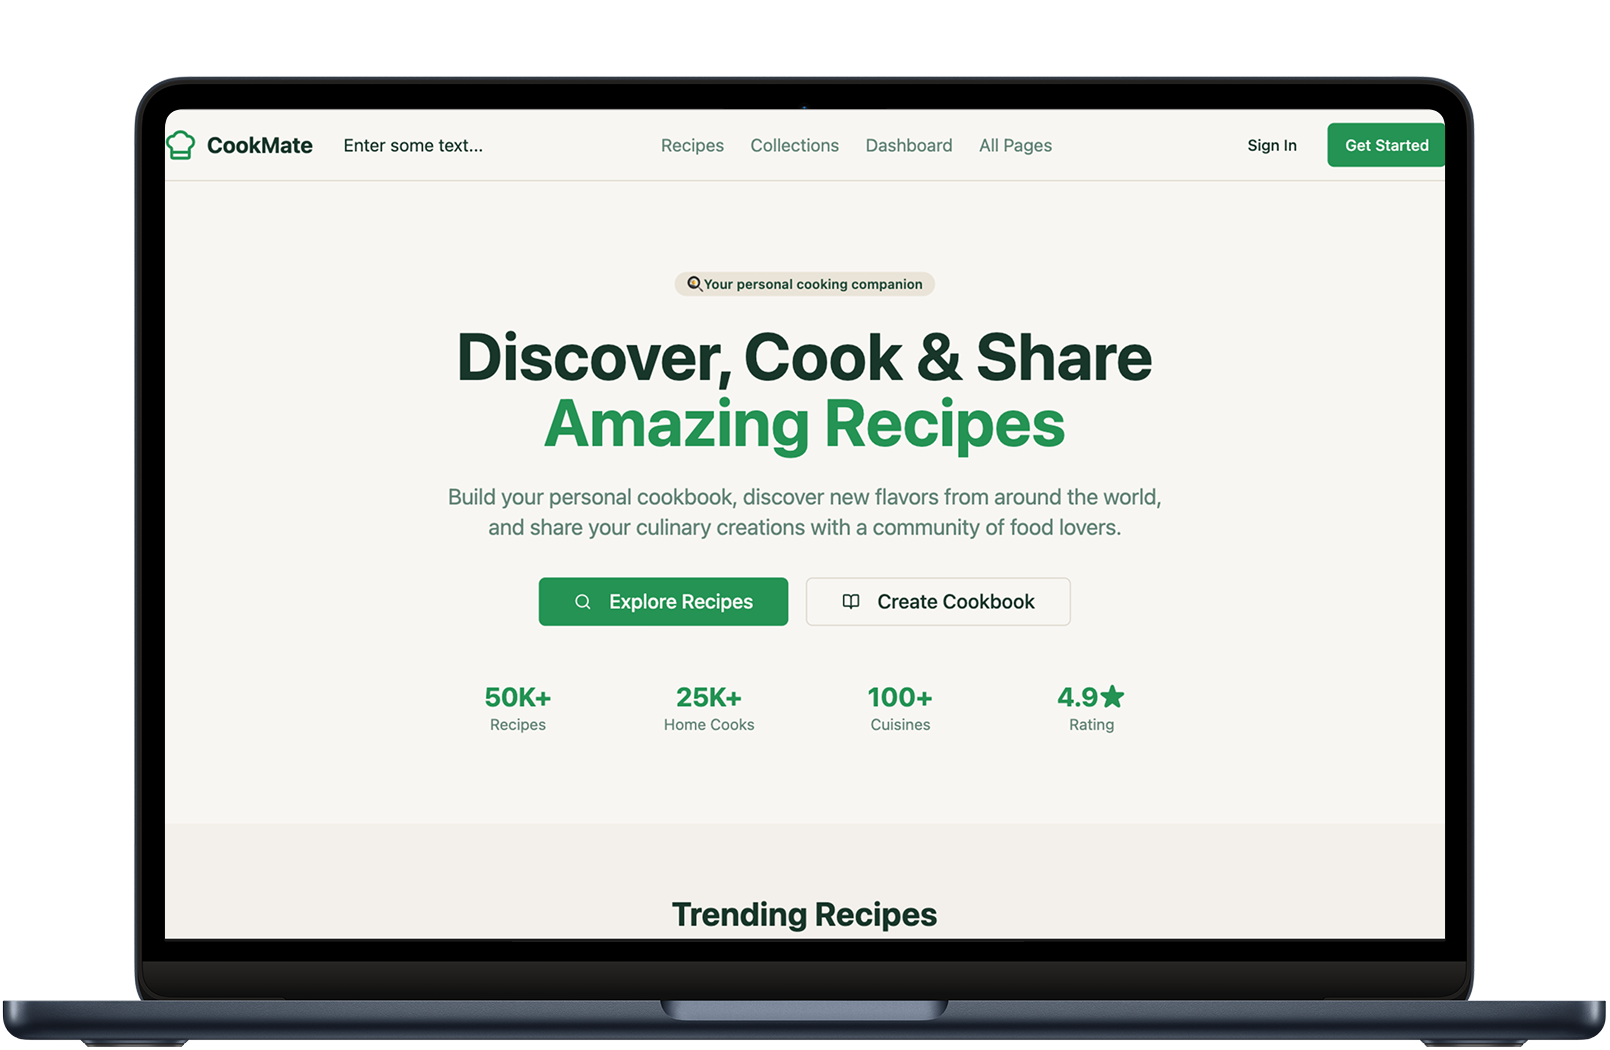 CookMate Enter some text... Recipes Collections Dashboard All Pages Sign In Get Started
Your personal cooking companion
Discover, Cook & Share
Amazing Recipes
Build your personal cookbook, discover new flavors from around the world,
and share your culinary creations with a community of food lovers.
Explore Recipes Create Cookbook
50K+ 25K+ 100+ 4.9★
Recipes Home Cooks Cuisines Rating
Trending Recipes